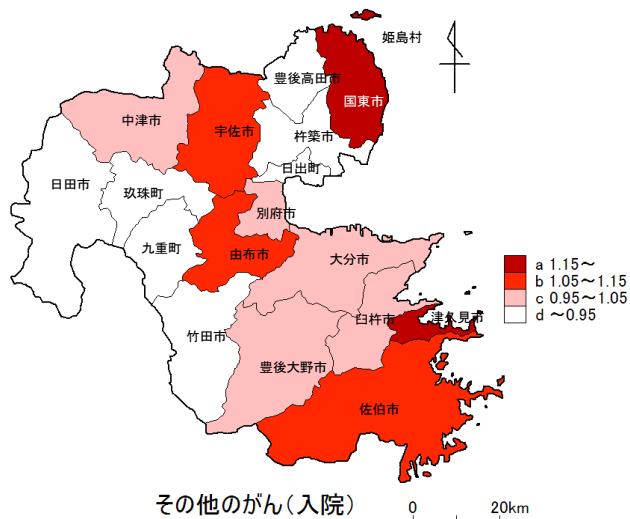 姫島村
豊後高田市
国東市
中津市
宇佐市
杵築市
日出町
日田市
玖珠町
別府市
九重町
由布市
大分市
a 1.15～
b 1.05～1.15
c 0.95～1.05
d ～0.95
臼杵市
津久見市
竹田市
豊後大野市
佐伯市
その他のがん(入院)
0 20km